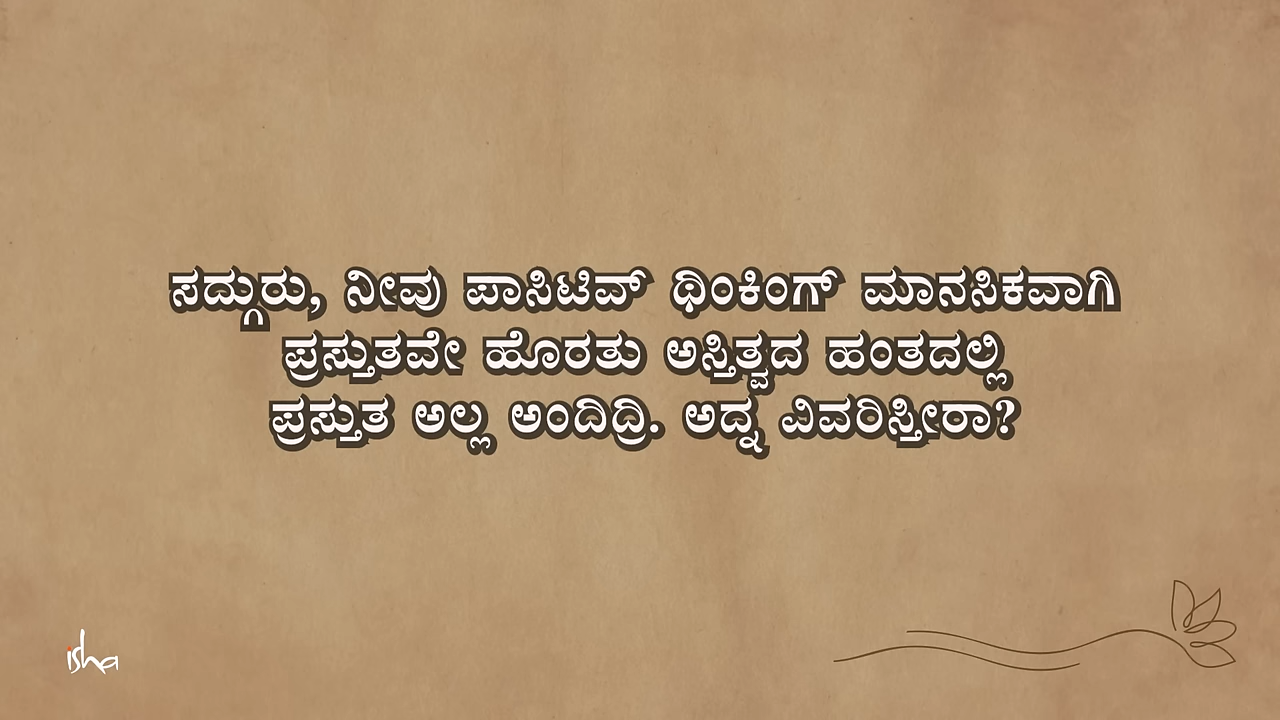 ಸದ್ಗುರು, ನೀವು ಪಾಸಿಟಿವ್ ಥಿಂಕಿಂಗ್ ಮಾನಸಿಕವಾಗಿ
ಪ್ರಸ್ತುತವೇ ಹೊರತು ಅಸ್ತಿತ್ವದ ಹಂತದಲ್ಲಿ
ಪ್ರಸ್ತುತ ಅಲ್ಲ ಅಂದಿದ್ರಿ. ಅದ್ನ ವಿವರಿಸ್ತೀರಾ?
isha